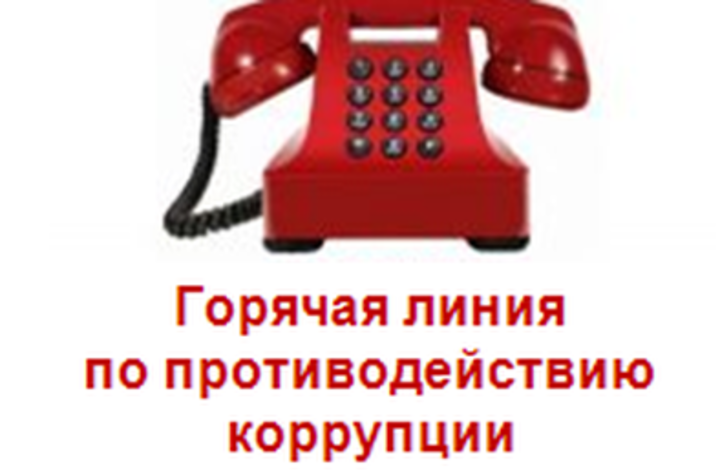 Горячая линия
по противодействию
коррупции